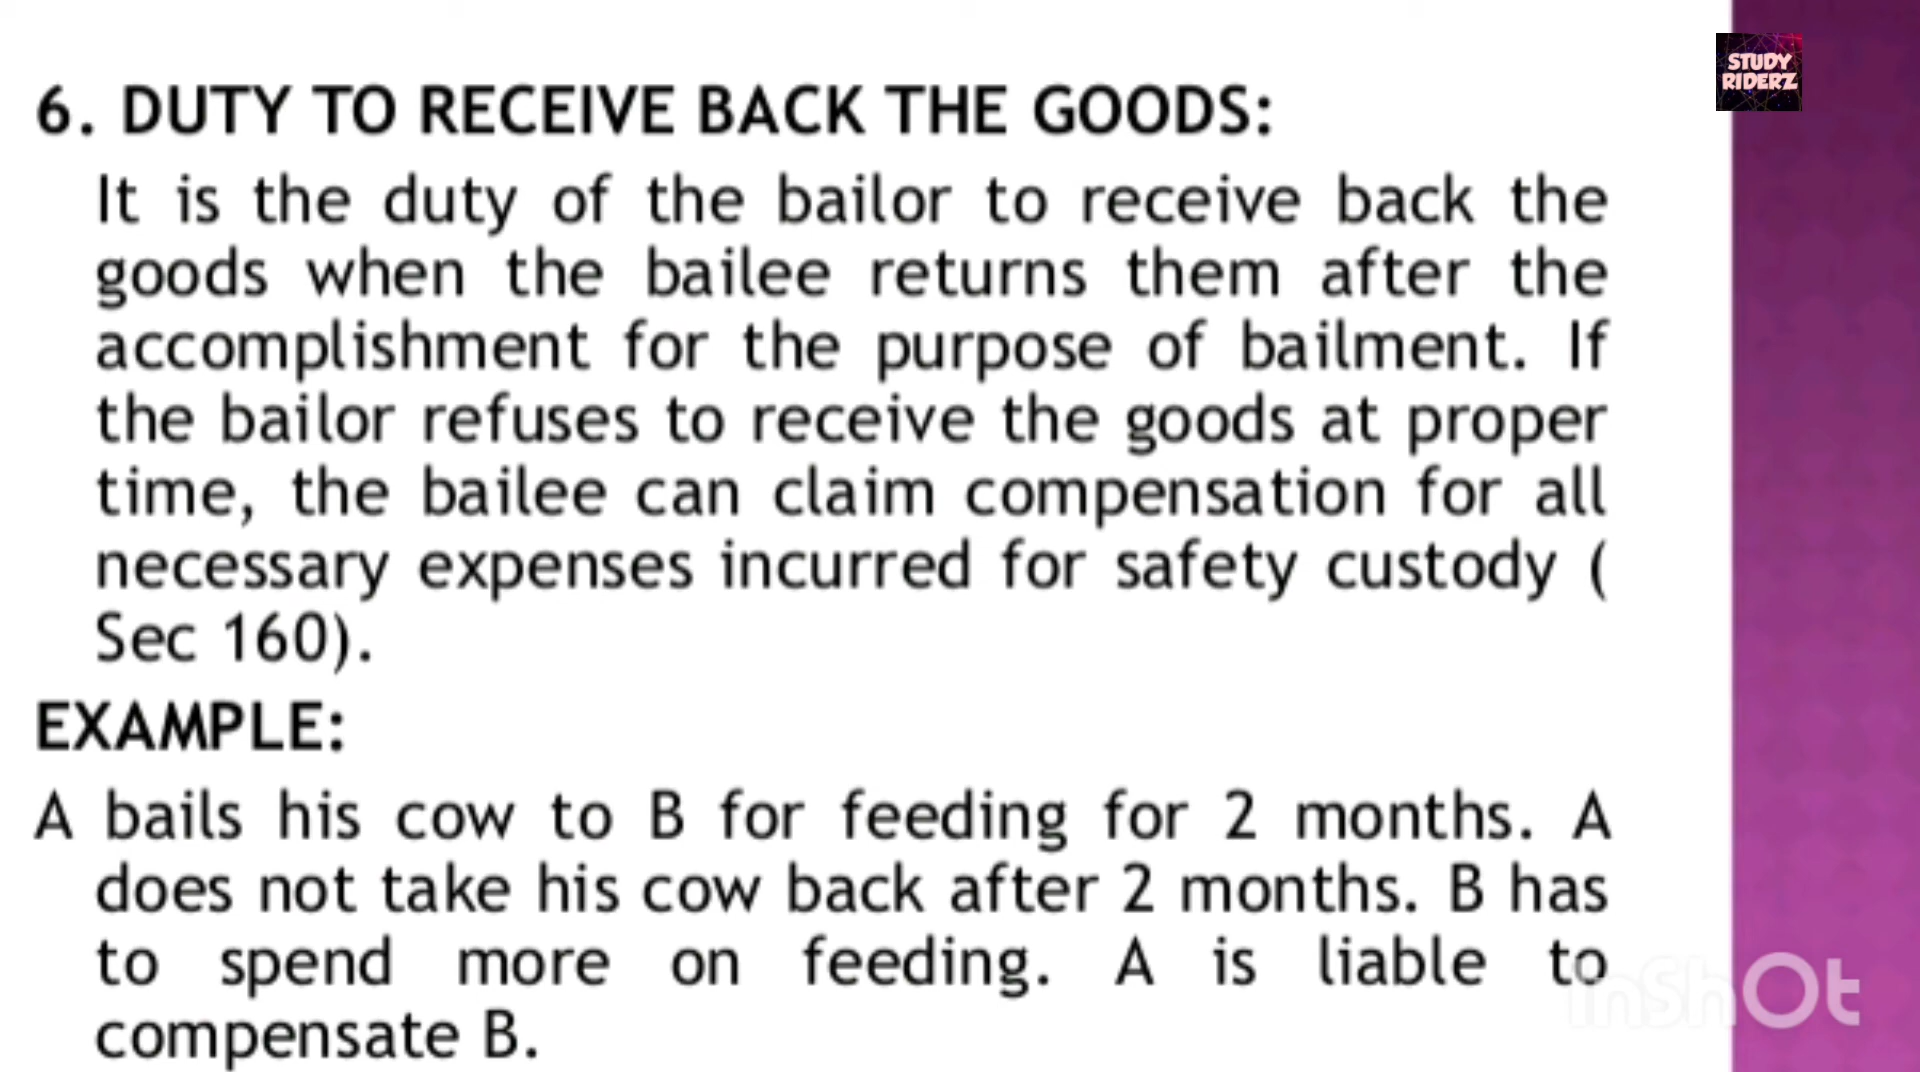 STUDY
RIDERZ
6. DUTY TO RECEIVE BACK THE GOODS:
It is the duty of the bailor to receive back the
goods when the bailee returns them after the
accomplishment for the purpose of bailment. If
the bailor refuses to receive the goods at proper
time, the bailee can claim compensation for all
necessary expenses incurred for safety custody (
Sec 160).
EXAMPLE:
A bails his cow to B for feeding for 2 months. A
does not take his cow back after 2 months. B has
to spend more on feeding. A is liable to
compensate B.
InShOt